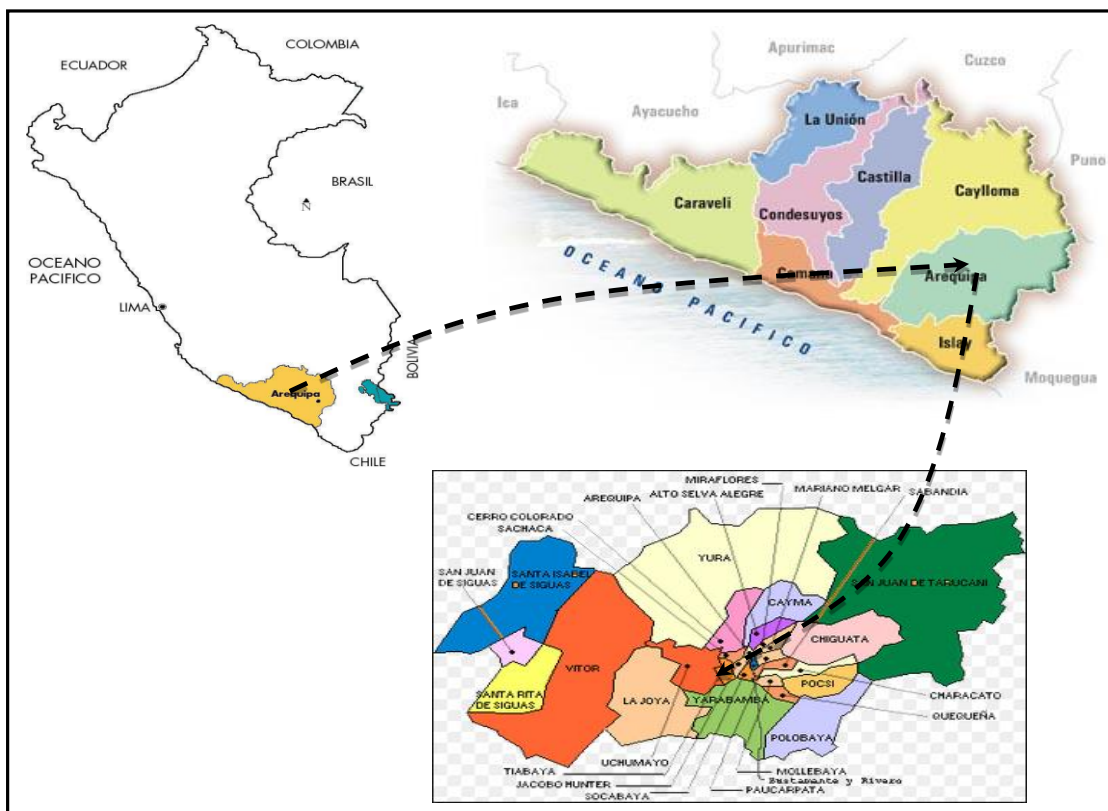 COLOMBIA
ECUADOR
BRASIL
N
OCEANO
PACIFICO
LIMA
BOLIVIA
Arequipa
CHILE
Apurimac
Cuzco
Ica
Ayacucho
La Unión
Puno
Castilla
Caylloma
Caraveli
Condesuyos
OCEANO PACIFICO
Camana
Arequipa
Islay
Moquegua
MIRAFLORES
MARIANO MELGAR
AREQUIPA
ALTO SELVA ALEGRE
SABANDIA
CERRO COLORADO
SACHACA
YURA
SAN JUAN
DE SIGUAS
SANTA ISABEL
DE SIGUAS
SAN JUAN DE TARUCANI
CAYMA
CHIGUATA
VITOR
SANTA RITA
DE SIGUAS
LA JOYA
YARABAMBA
POCSI
CHARACATO
QUEQUEÑA
POLOBAYA
UCHUMAYO
TIABAYA
MOLLEBAYA
JACOBO HUNTER
Bustamante y Rivero
SOCABAYA
PAUCARPATA